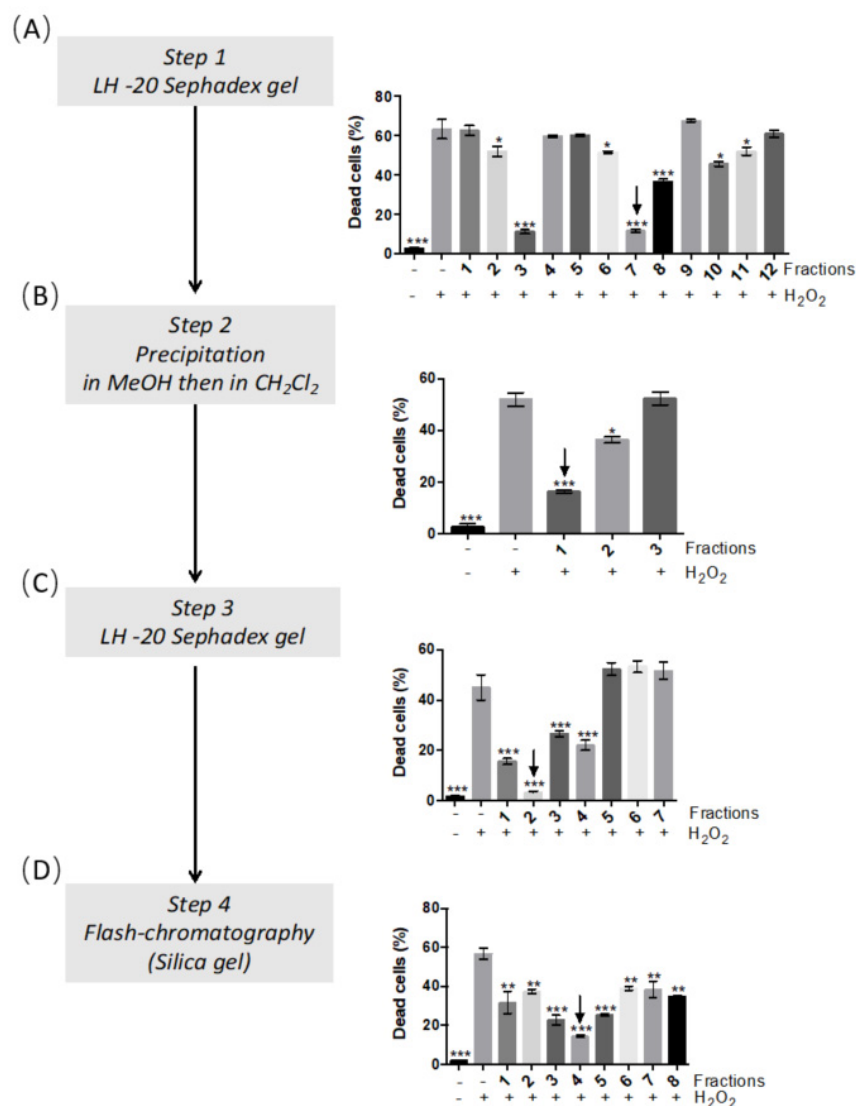 (A)
Step 1
LH -20 Sephadex gel
Dead cells (%)
80
60
40
20
0
*** * *** * *** *** * *
- - 1 2 3 4 5 6 7 8 9 10 11 12 Fractions
- + + + + + + + + + + + + + H₂O₂
(B)
Step 2
Precipitation
in MeOH then in CH₂Cl₂
Dead cells (%)
60
40
20
0
*** *** *
- - 1 2 3 Fractions
- + + + + H₂O₂
(C)
Step 3
LH -20 Sephadex gel
Dead cells (%)
60
40
20
0
*** *** *** *** ***
- - 1 2 3 4 5 6 7 Fractions
- + + + + + + + + H₂O₂
(D)
Step 4
Flash-chromatography
(Silica gel)
Dead cells (%)
80
60
40
20
0
*** ** ** *** *** *** ** ** **
- - 1 2 3 4 5 6 7 8 Fractions
- + + + + + + + + + H₂O₂